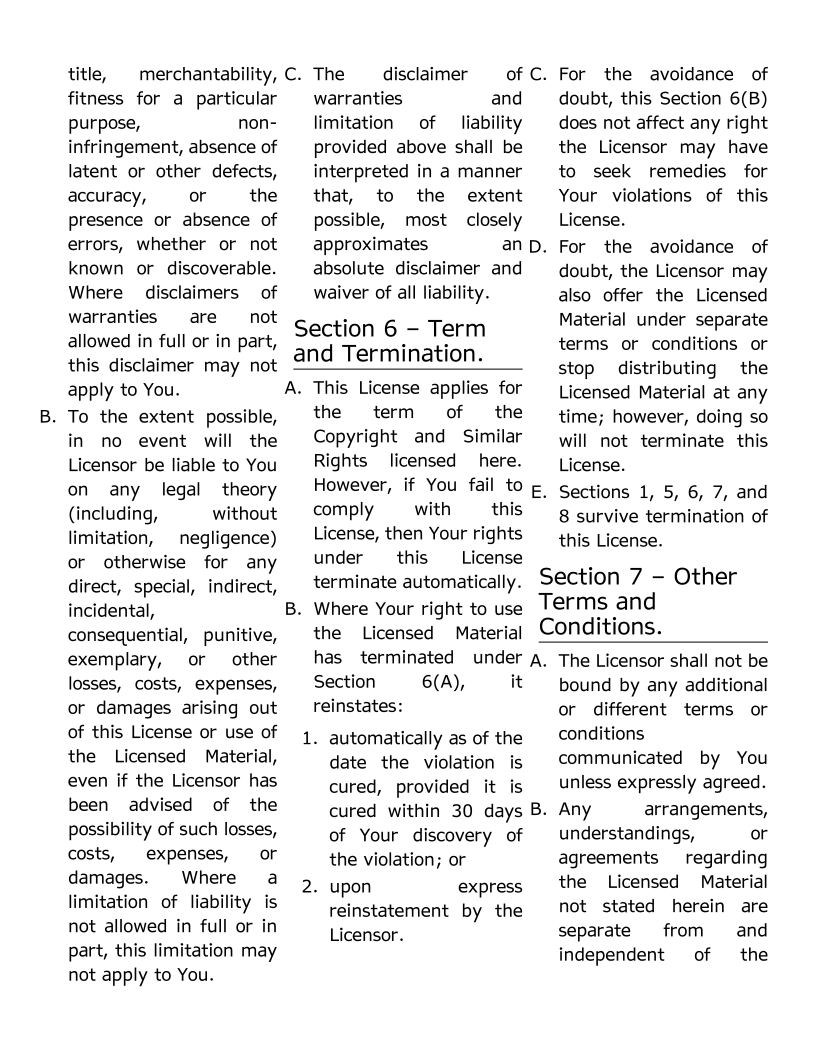 title, merchantability,
fitness for a particular
purpose, non-
infringement, absence of
latent or other defects,
accuracy, or the
presence or absence of
errors, whether or not
known or discoverable.
Where disclaimers of
warranties are not
allowed in full or in part,
this disclaimer may not
apply to You.
B. To the extent possible,
in no event will the
Licensor be liable to You
on any legal theory
(including, without
limitation, negligence)
or otherwise for any
direct, special, indirect,
incidental,
consequential, punitive,
exemplary, or other
losses, costs, expenses,
or damages arising out
of this License or use of
the Licensed Material,
even if the Licensor has
been advised of the
possibility of such losses,
costs, expenses, or
damages. Where a
limitation of liability is
not allowed in full or in
part, this limitation may
not apply to You.
C. The disclaimer of
warranties and
limitation of liability
provided above shall be
interpreted in a manner
that, to the extent
possible, most closely
approximates an
absolute disclaimer and
waiver of all liability.
Section 6 – Term
and Termination.
A. This License applies for
the term of the
Copyright and Similar
Rights licensed here.
However, if You fail to
comply with this
License, then Your rights
under this License
terminate automatically.
B. Where Your right to use
the Licensed Material
has terminated under
Section 6(A), it
reinstates:
1. automatically as of the
date the violation is
cured, provided it is
cured within 30 days
of Your discovery of
the violation; or
2. upon express
reinstatement by the
Licensor.
C. For the avoidance of
doubt, this Section 6(B)
does not affect any right
the Licensor may have
to seek remedies for
Your violations of this
License.
D. For the avoidance of
doubt, the Licensor may
also offer the Licensed
Material under separate
terms or conditions or
stop distributing the
Licensed Material at any
time; however, doing so
will not terminate this
License.
E. Sections 1, 5, 6, 7, and
8 survive termination of
this License.
Section 7 – Other
Terms and
Conditions.
A. The Licensor shall not be
bound by any additional
or different terms or
conditions
communicated by You
unless expressly agreed.
B. Any arrangements,
understandings, or
agreements regarding
the Licensed Material
not stated herein are
separate from and
independent of the